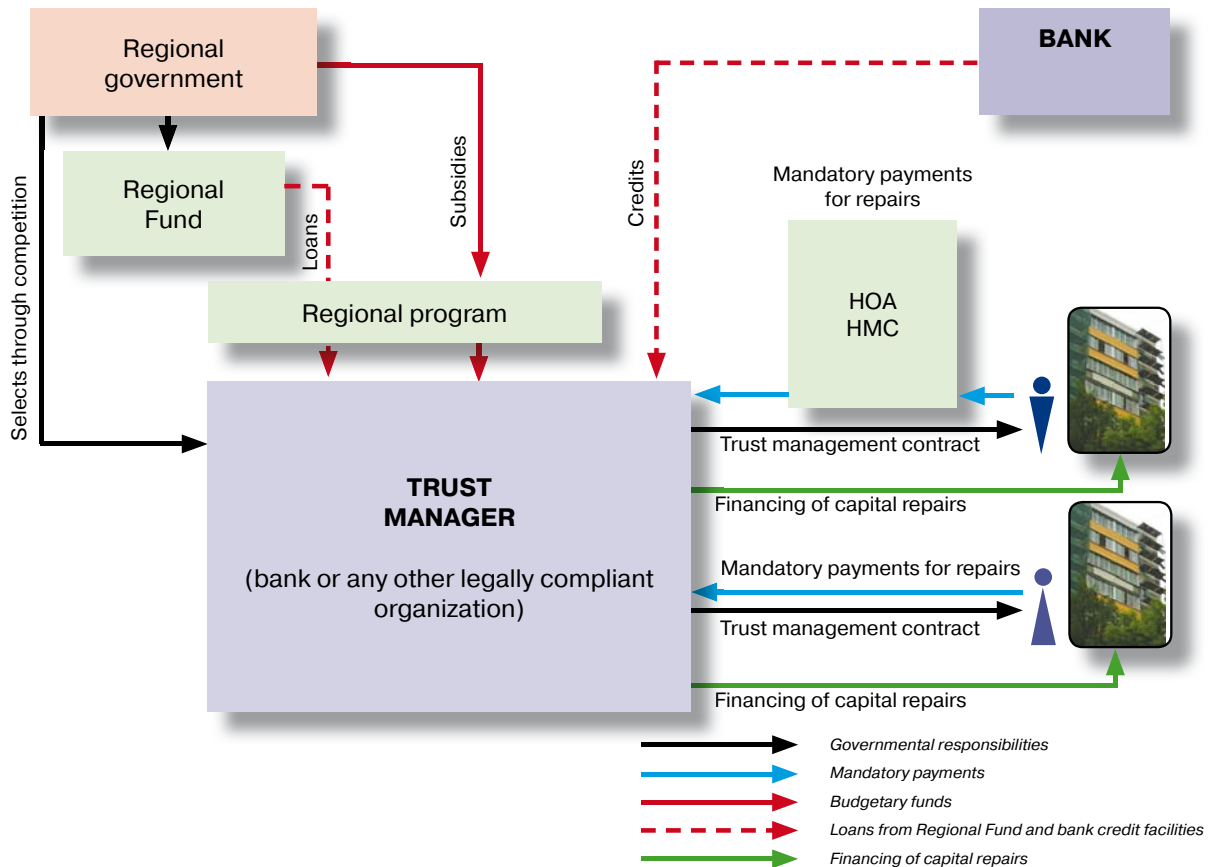 Regional
government
BANK
Selects through competition
Regional
Fund
Loans
Subsidies
Credits
Mandatory payments
for repairs
Regional program
HOA
HMC
Trust management contract
Financing of capital repairs
TRUST
MANAGER
(bank or any other legally compliant
organization)
Mandatory payments for repairs
Trust management contract
Financing of capital repairs
Governmental responsibilities
Mandatory payments
Budgetary funds
Loans from Regional Fund and bank credit facilities
Financing of capital repairs